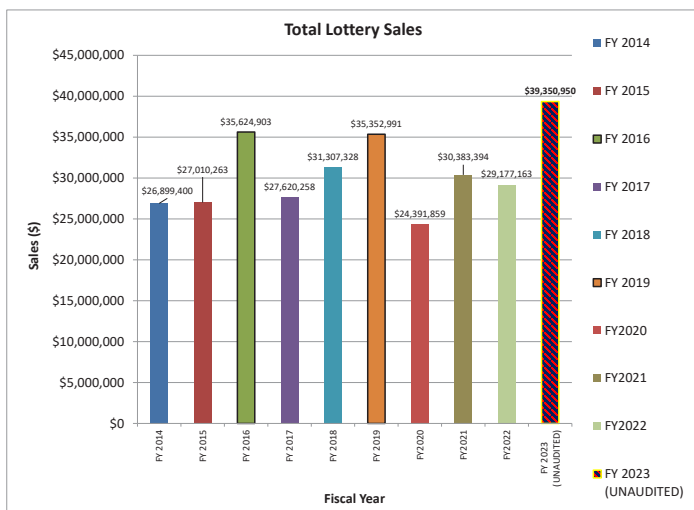 Total Lottery Sales
$45,000,000
$40,000,000
$35,000,000
$30,000,000
$25,000,000
$20,000,000
$15,000,000
$10,000,000
$5,000,000
$0
Sales ($)
$26,899,400
$27,010,263
$35,624,903
$27,620,258
$31,307,328
$35,352,991
$24,391,859
$30,383,394
$29,177,163
$39,350,950
FY 2014
FY 2015
FY 2016
FY 2017
FY 2018
FY 2019
FY2020
FY2021
FY2022
FY 2023
(UNAUDITED)
Fiscal Year
FY 2014
FY 2015
FY 2016
FY 2017
FY 2018
FY 2019
FY2020
FY2021
FY2022
FY 2023
(UNAUDITED)